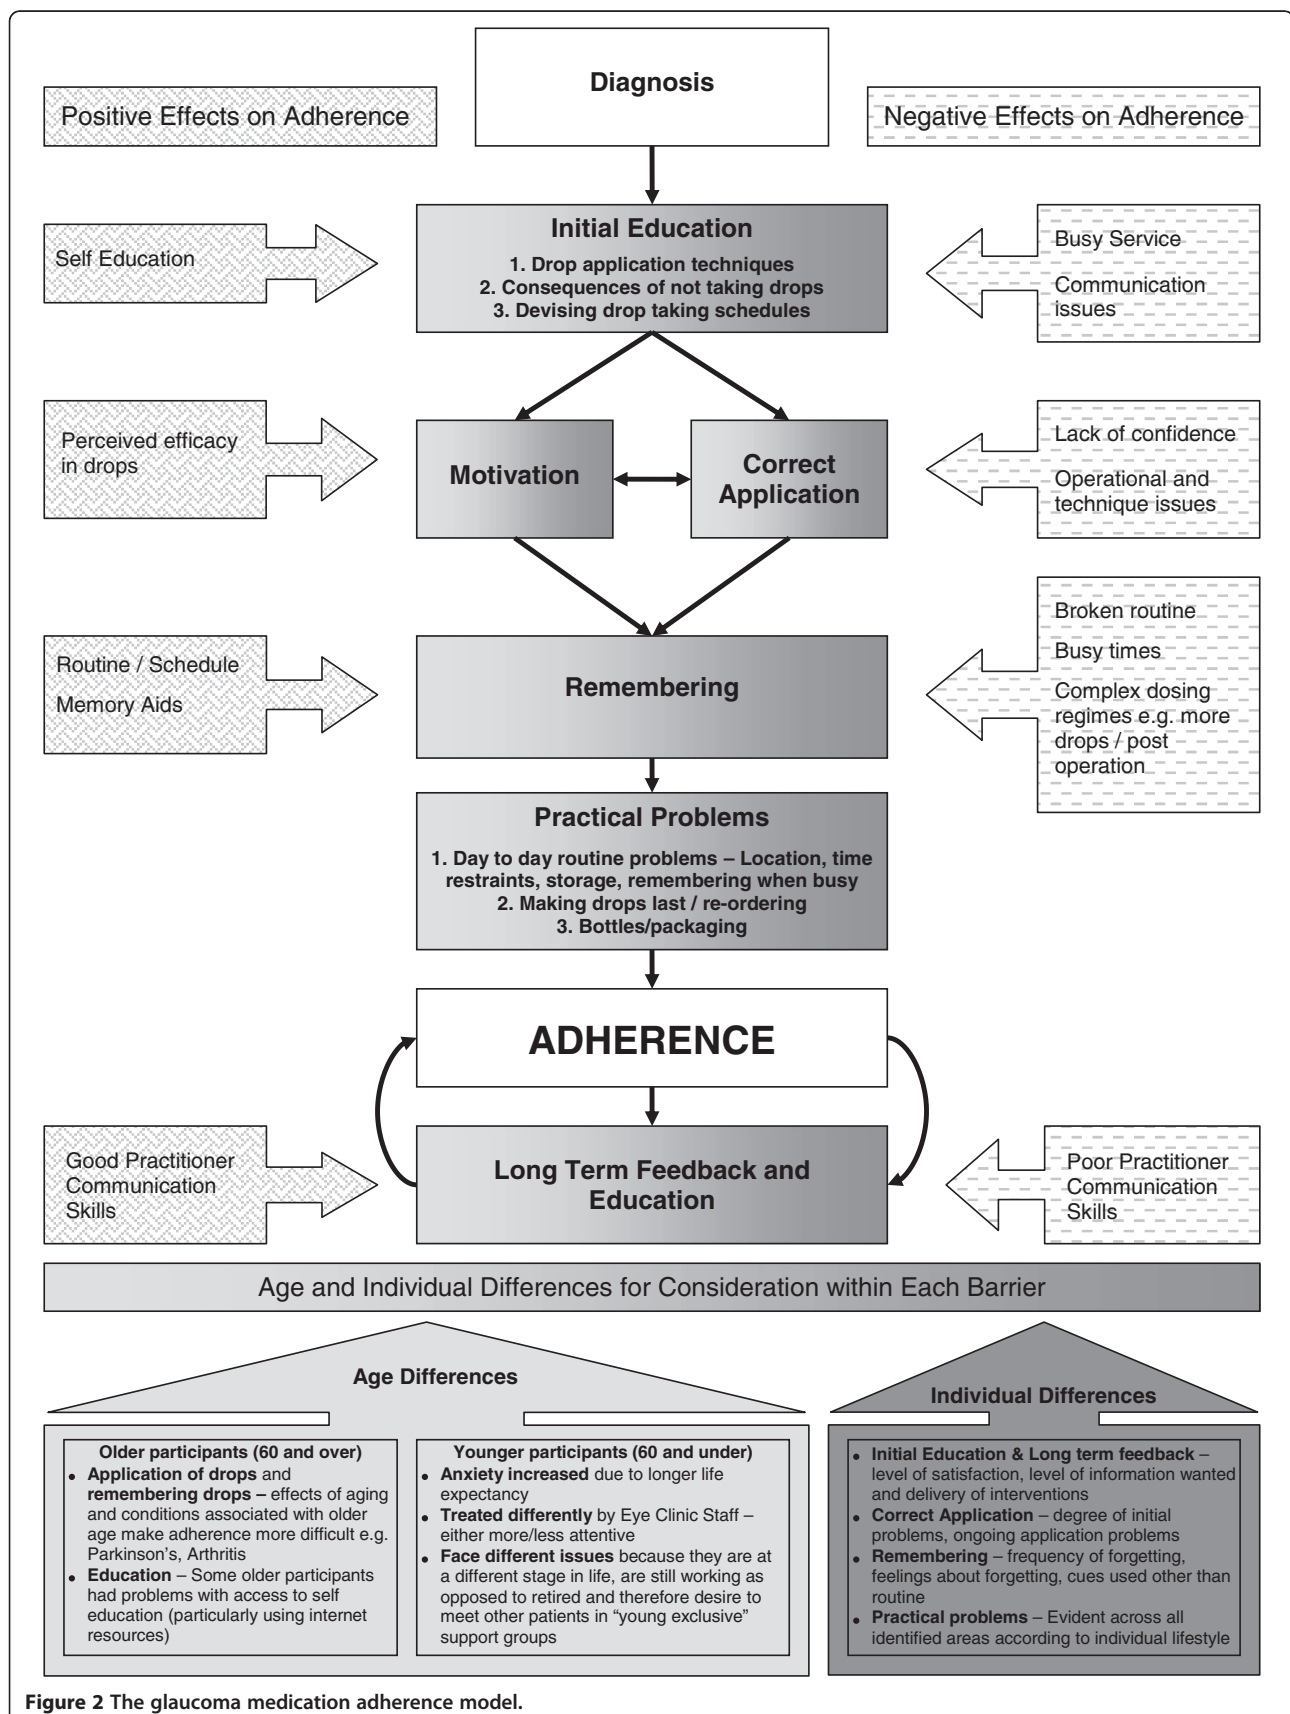 Diagnosis
Positive Effects on Adherence
Negative Effects on Adherence
Self Education
Initial Education
1. Drop application techniques
2. Consequences of not taking drops
3. Devising drop taking schedules
Busy Service
Communication
issues
Perceived efficacy
in drops
Motivation
Correct
Application
Lack of confidence
Operational and
technique issues
Routine / Schedule
Memory Aids
Remembering
Broken routine
Busy times
Complex dosing
regimes e.g. more
drops / post
operation
Practical Problems
1. Day to day routine problems – Location, time
restraints, storage, remembering when busy
2. Making drops last / re-ordering
3. Bottles/packaging
ADHERENCE
Good Practitioner
Communication
Skills
Long Term Feedback and
Education
Poor Practitioner
Communication
Skills
Age and Individual Differences for Consideration within Each Barrier
Age Differences
Older participants (60 and over)
• Application of drops and
remembering drops – effects of aging
and conditions associated with older
age make adherence more difficult e.g.
Parkinson's, Arthritis
• Education – Some older participants
had problems with access to self
education (particularly using internet
resources)
Younger participants (60 and under)
• Anxiety increased due to longer life
expectancy
• Treated differently by Eye Clinic Staff –
either more/less attentive
• Face different issues because they are at
a different stage in life, are still working as
opposed to retired and therefore desire to
meet other patients in “young exclusive”
support groups
Individual Differences
• Initial Education & Long term feedback –
level of satisfaction, level of information wanted
and delivery of interventions
• Correct Application – degree of initial
problems, ongoing application problems
• Remembering – frequency of forgetting,
feelings about forgetting, cues used other than
routine
• Practical problems – Evident across all
identified areas according to individual lifestyle
Figure 2 The glaucoma medication adherence model.